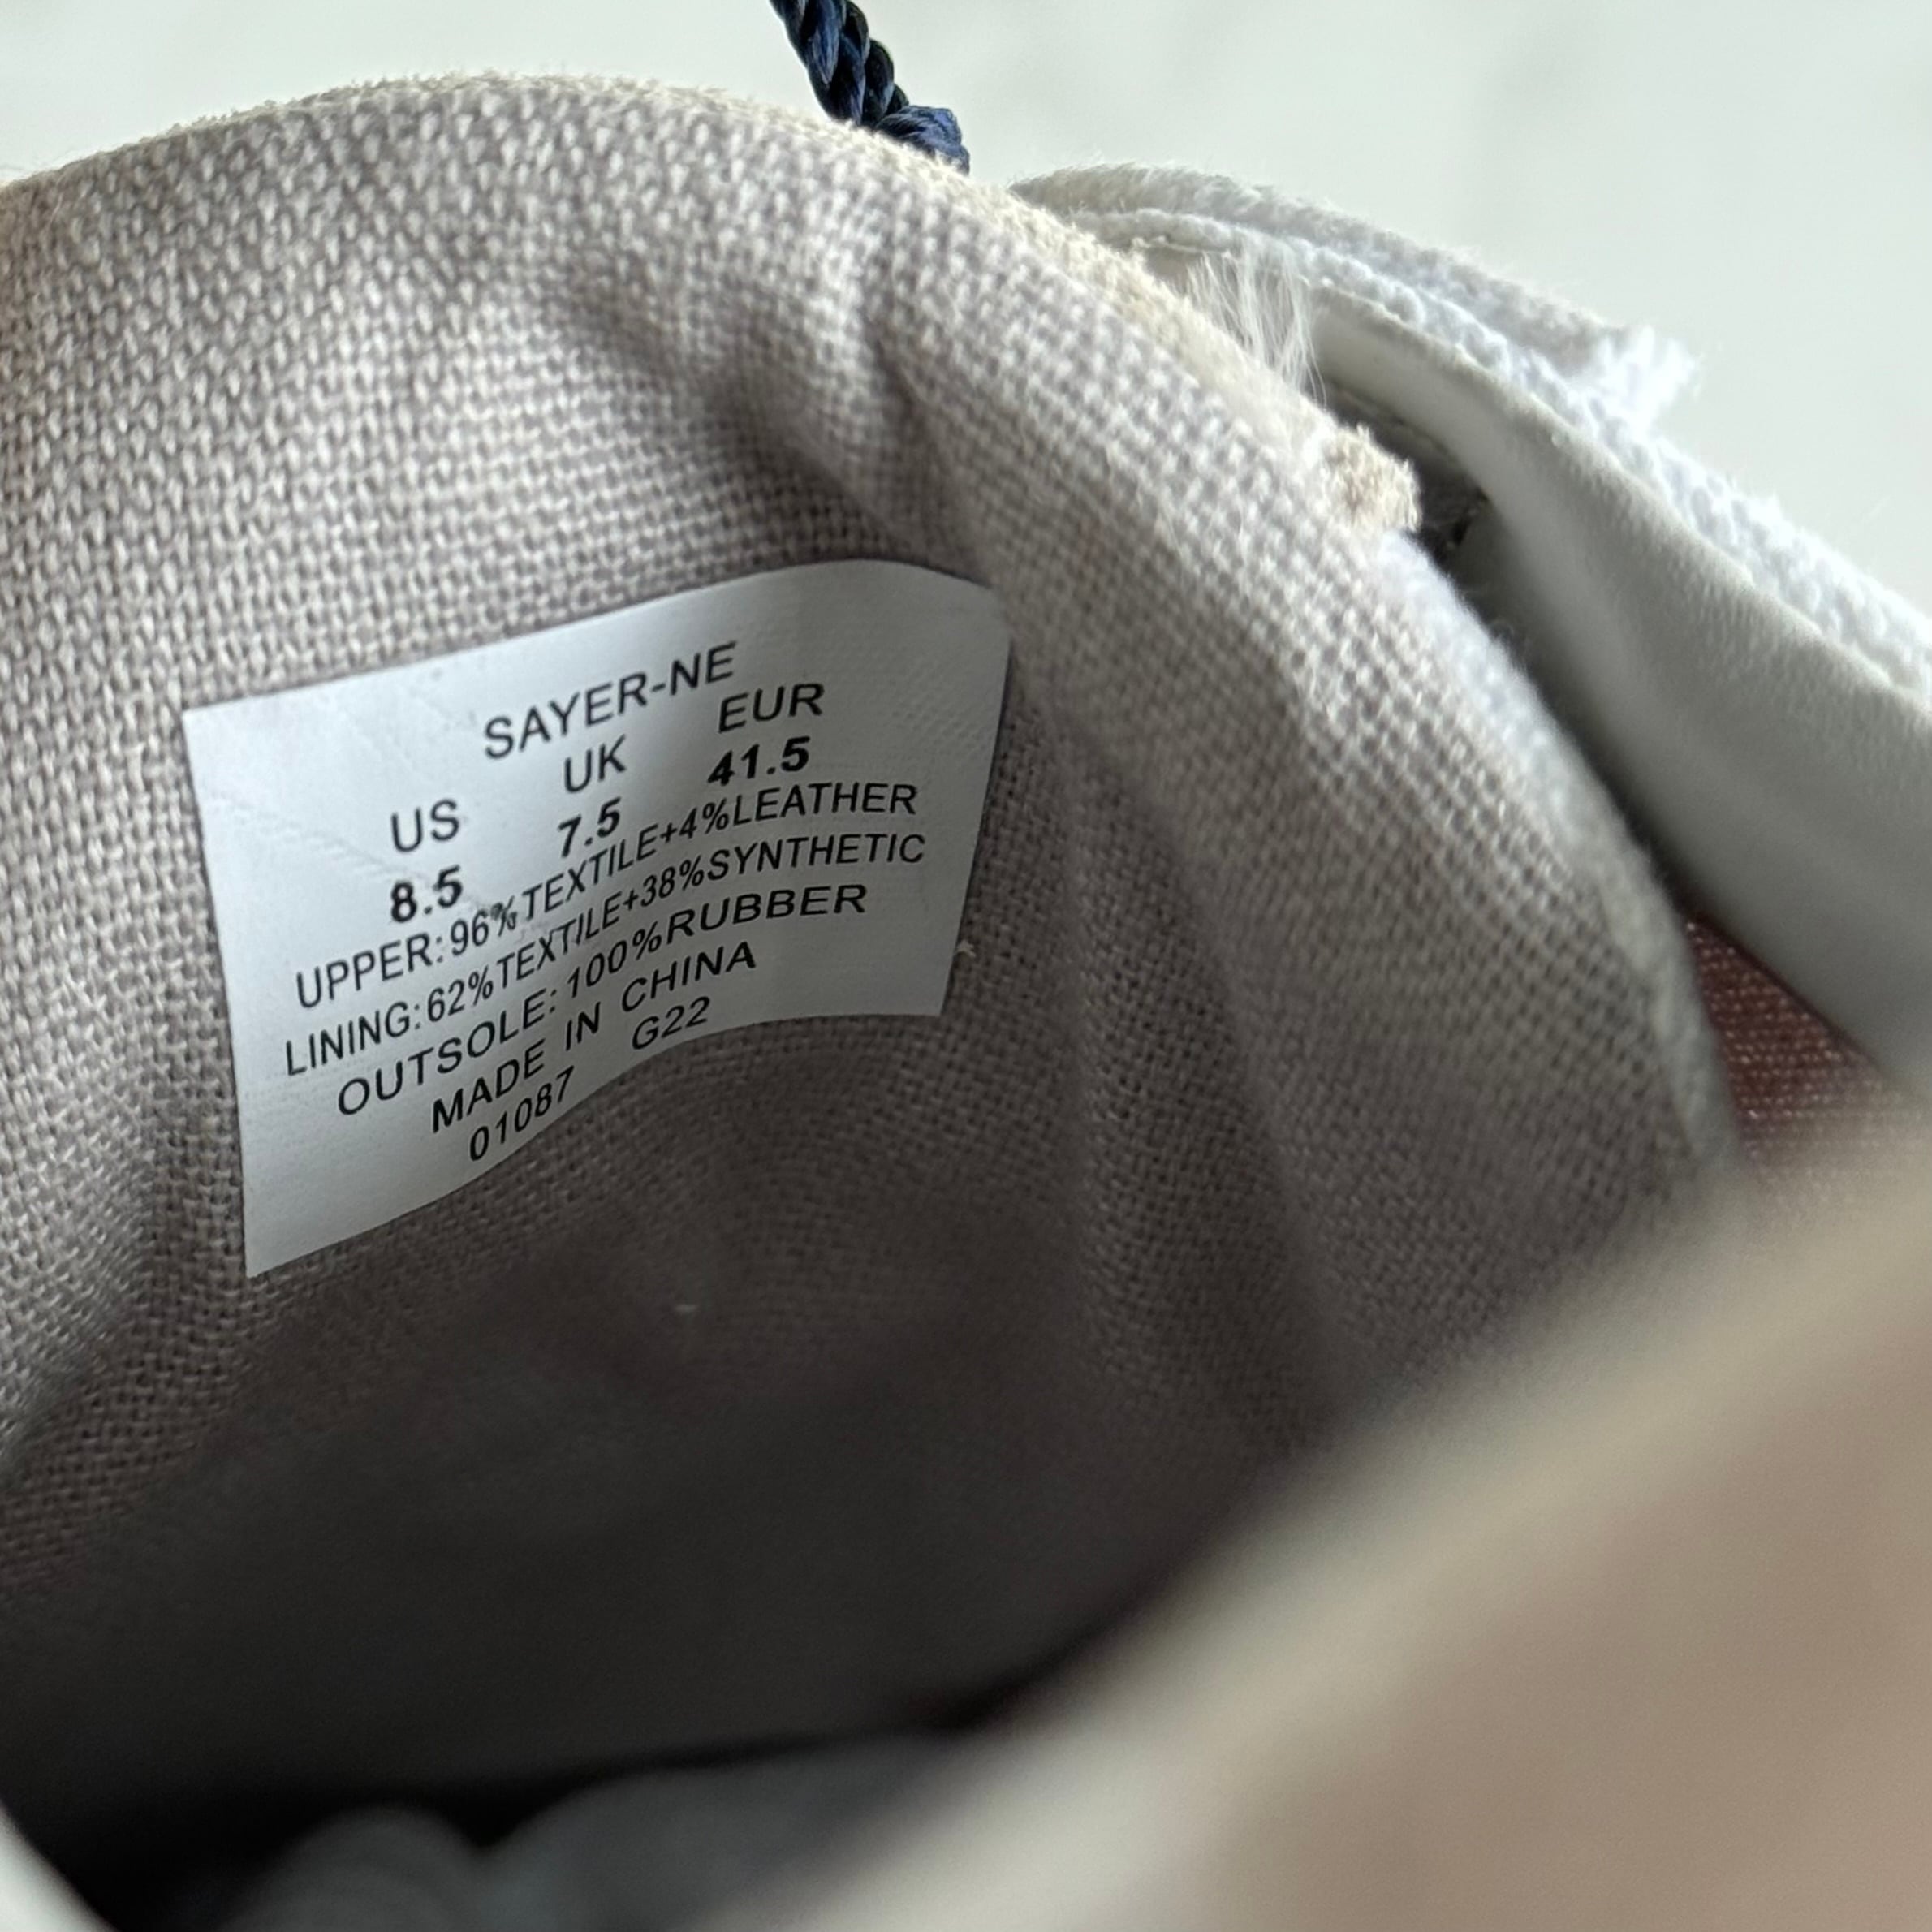 SAYER-NE
US UK EUR
8.5 7.5 41.5
UPPER:96%TEXTILE+4%LEATHER
LINING:62%TEXTILE+38%SYNTHETIC
OUTSOLE:100%RUBBER
MADE IN CHINA
01087 G22